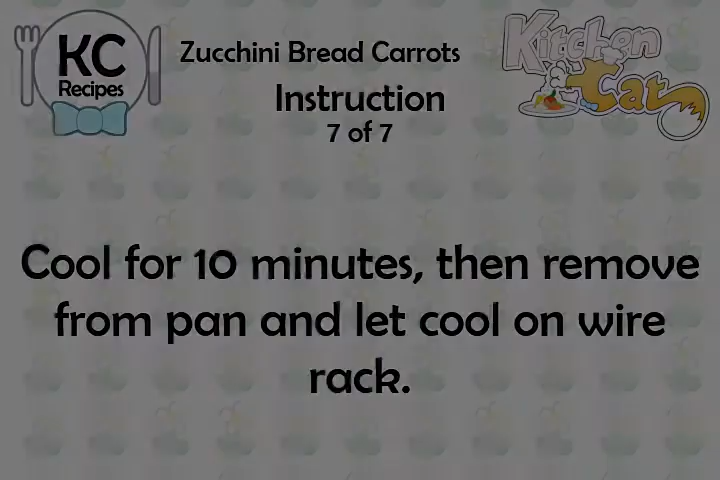 KC
Recipes
Zucchini Bread Carrots
Instruction
7 of 7
Kitchen
Cat
Cool for 10 minutes, then remove
from pan and let cool on wire
rack.